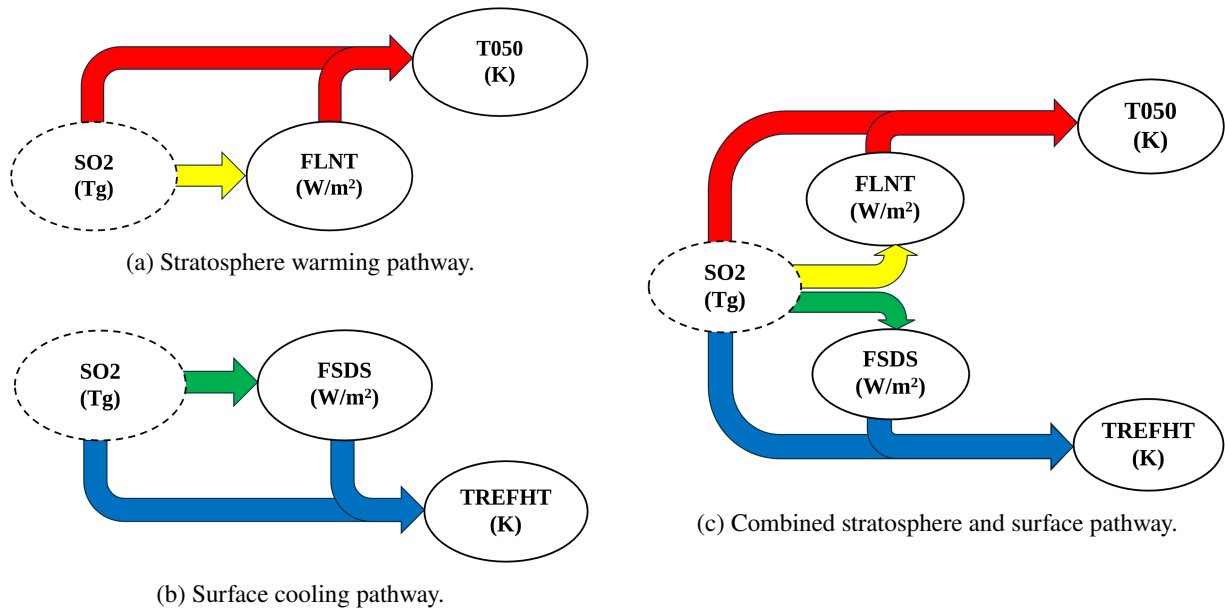 T050
(K)
SO2
(Tg)
FLNT
(W/m²)
(a) Stratosphere warming pathway.
SO2
(Tg)
FSDS
(W/m²)
TREFHT
(K)
(b) Surface cooling pathway.
T050
(K)
FLNT
(W/m²)
SO2
(Tg)
FSDS
(W/m²)
TREFHT
(K)
(c) Combined stratosphere and surface pathway.